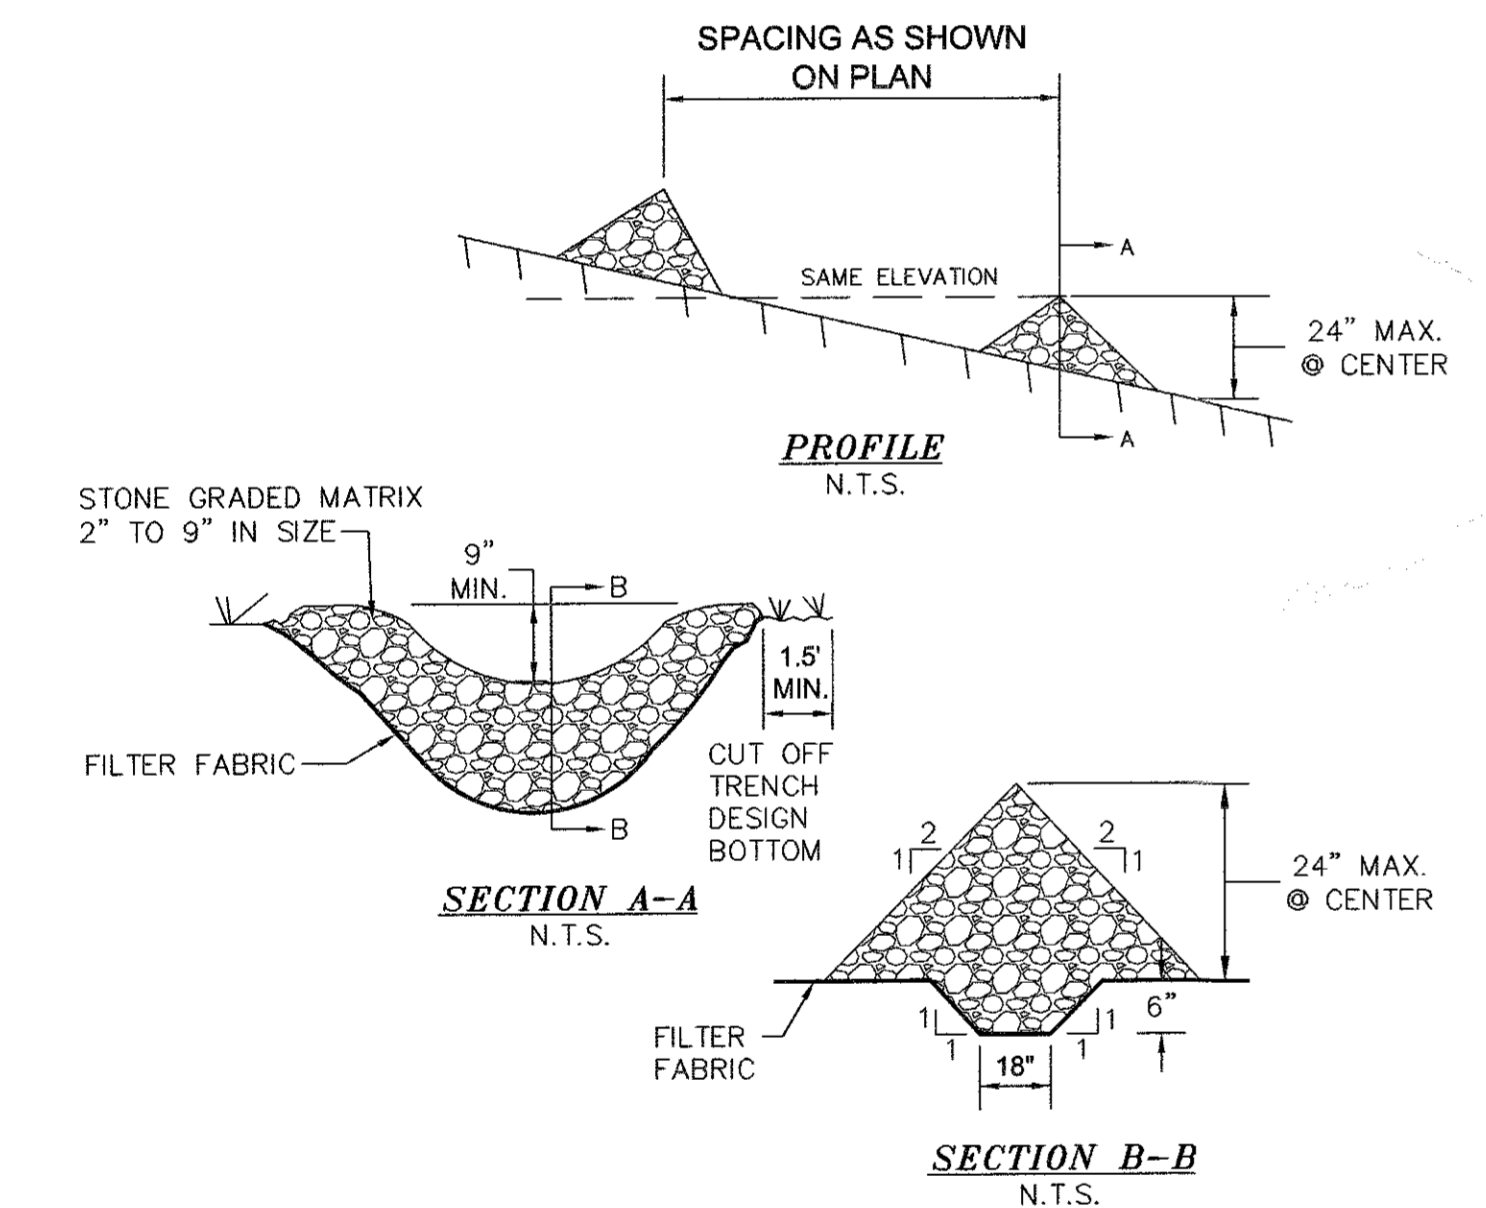 SPACING AS SHOWN
ON PLAN
A
SAME ELEVATION
24" MAX.
@ CENTER
A
PROFILE
N.T.S.
STONE GRADED MATRIX
2" TO 9" IN SIZE
9"
MIN.
B
1.5'
MIN.
FILTER FABRIC
CUT OFF
TRENCH
DESIGN
BOTTOM
B
SECTION A-A
N.T.S.
2
1
2
1
24" MAX.
@ CENTER
FILTER
FABRIC
1
1
1
1
6"
18"
SECTION B-B
N.T.S.